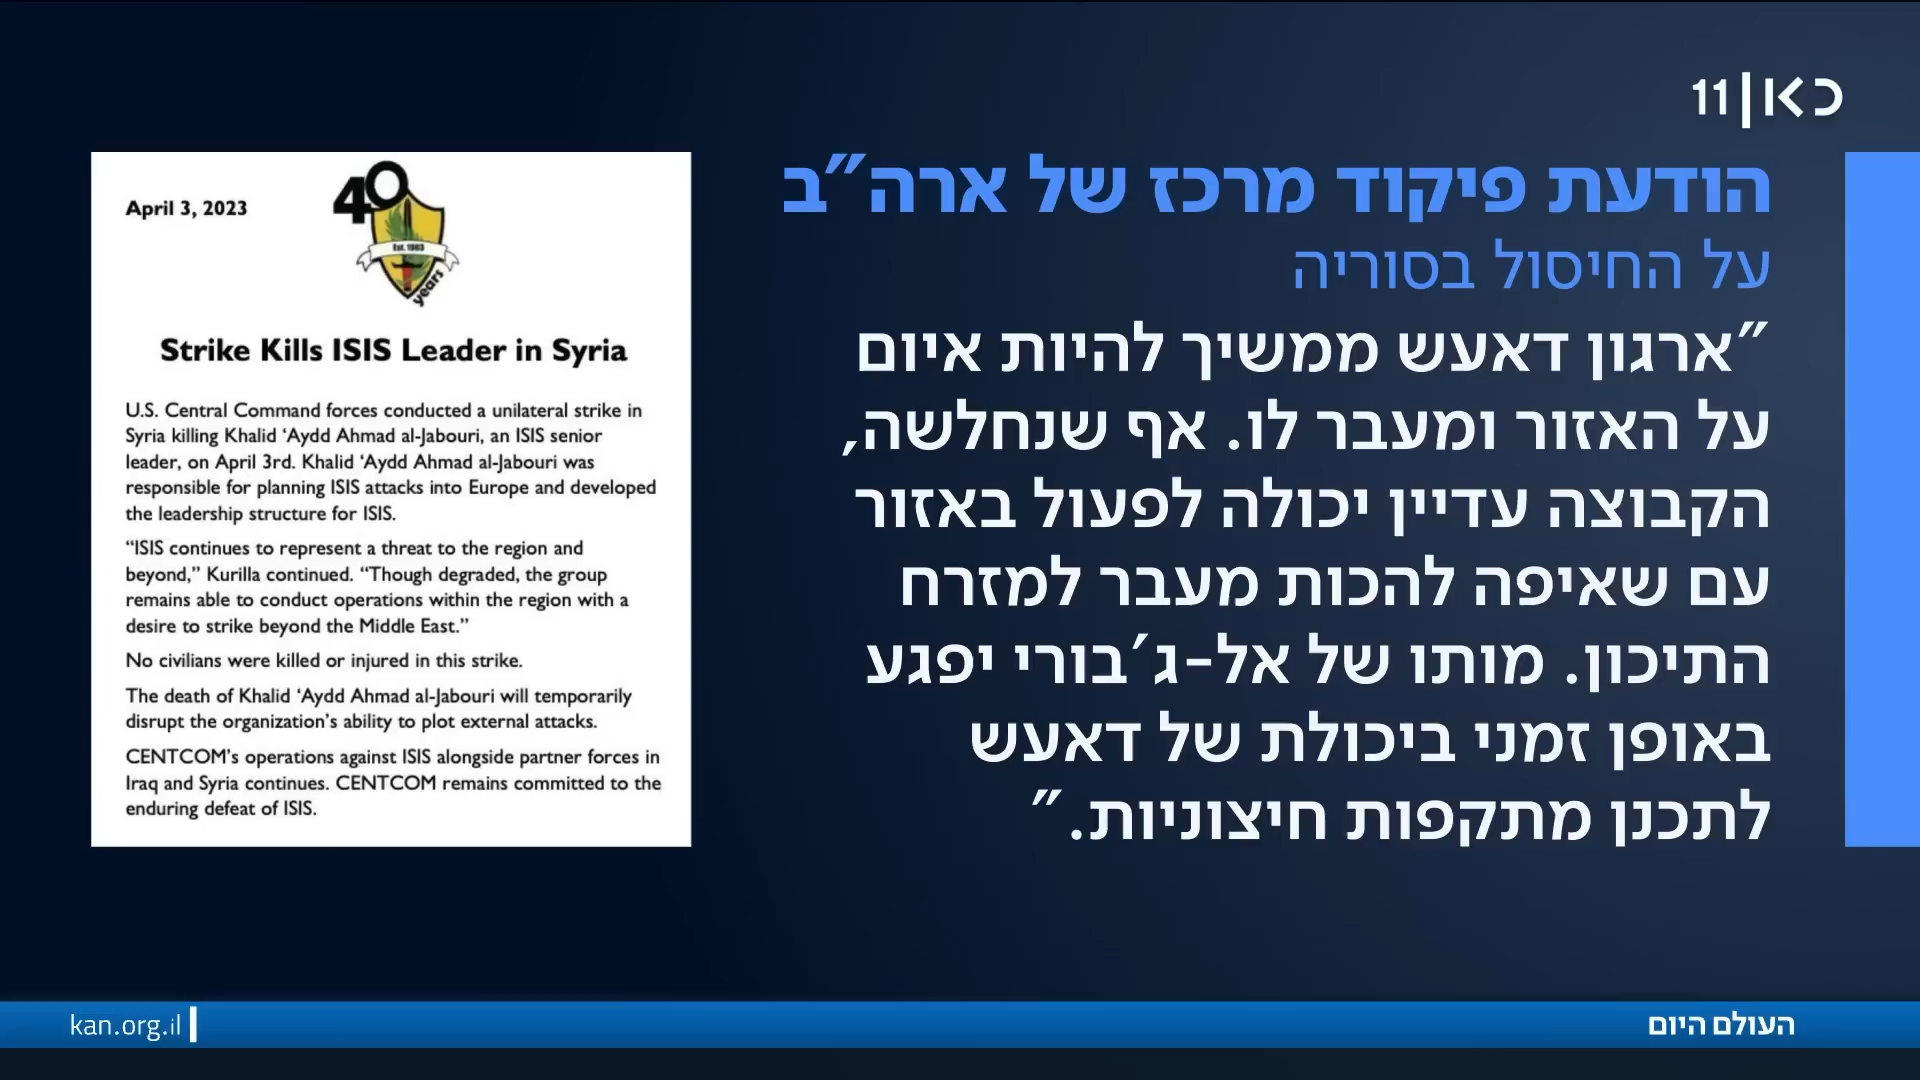 כאן|11
הודעת פיקוד מרכז של ארה"ב
על החיסול בסוריה
"ארגון דאעש ממשיך להיות איום
על האזור ומעבר לו. אף שנחלשה,
הקבוצה עדיין יכולה לפעול באזור
עם שאיפה להכות מעבר למזרח
התיכון. מותו של אל-ג'בורי יפגע
באופן זמני ביכולת של דאעש
לתכנן מתקפות חיצוניות."
April 3, 2023
40
Est. 1983
years
Strike Kills ISIS Leader in Syria
U.S. Central Command forces conducted a unilateral strike in
Syria killing Khalid ‘Aydd Ahmad al-Jabouri, an ISIS senior
leader, on April 3rd. Khalid ‘Aydd Ahmad al-Jabouri was
responsible for planning ISIS attacks into Europe and developed
the leadership structure for ISIS.
“ISIS continues to represent a threat to the region and
beyond,” Kurilla continued. “Though degraded, the group
remains able to conduct operations within the region with a
desire to strike beyond the Middle East.”
No civilians were killed or injured in this strike.
The death of Khalid ‘Aydd Ahmad al-Jabouri will temporarily
disrupt the organization’s ability to plot external attacks.
CENTCOM’s operations against ISIS alongside partner forces in
Iraq and Syria continues. CENTCOM remains committed to the
enduring defeat of ISIS.
העולם היום
kan.org.il